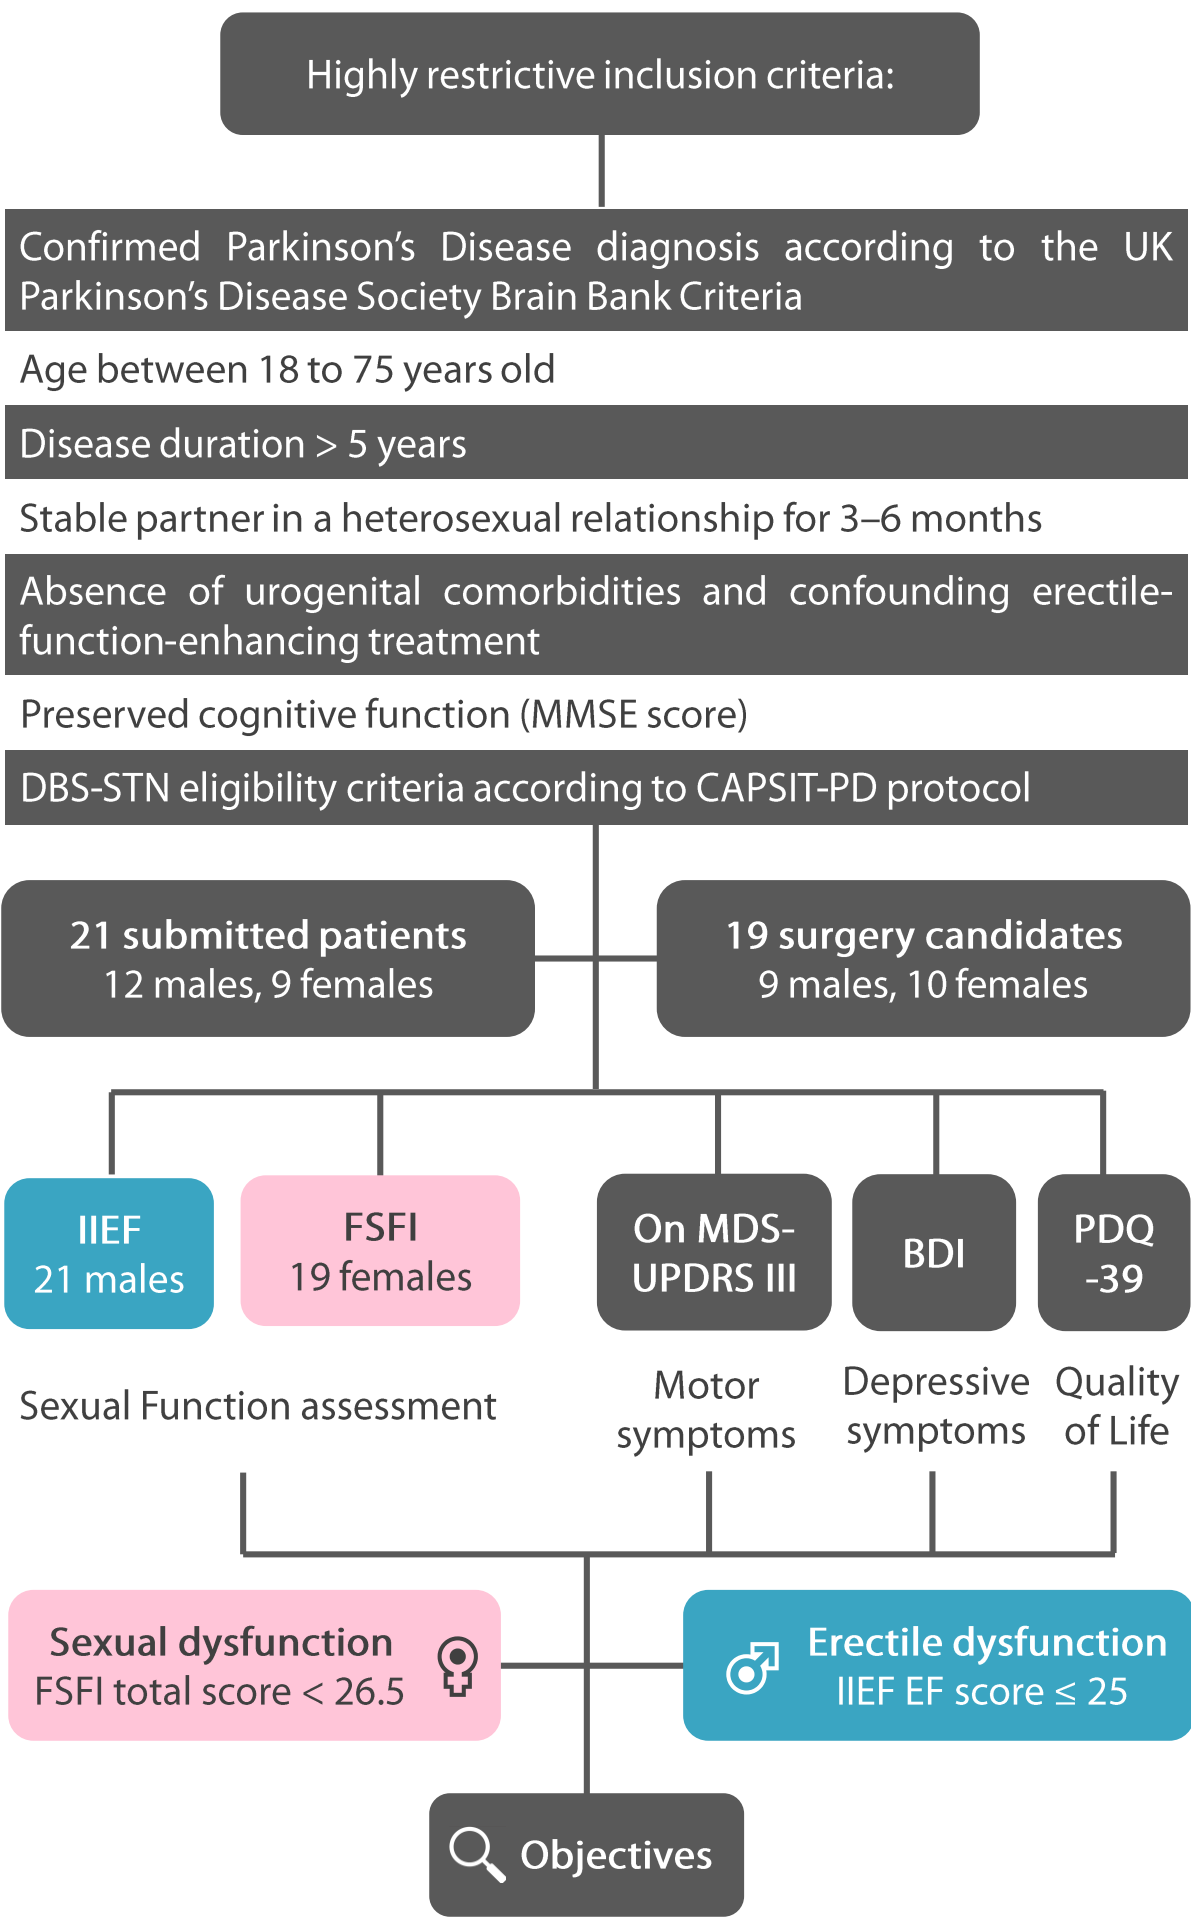 Highly restrictive inclusion criteria:
Confirmed Parkinson’s Disease diagnosis according to the UK
Parkinson’s Disease Society Brain Bank Criteria
Age between 18 to 75 years old
Disease duration > 5 years
Stable partner in a heterosexual relationship for 3–6 months
Absence of urogenital comorbidities and confounding erectile-
function-enhancing treatment
Preserved cognitive function (MMSE score)
DBS-STN eligibility criteria according to CAPSIT-PD protocol
21 submitted patients
12 males, 9 females
19 surgery candidates
9 males, 10 females
IIEF
21 males
FSFI
19 females
On MDS-
UPDRS III
BDI
PDQ
-39
Sexual Function assessment
Motor
symptoms
Depressive
symptoms
Quality
of Life
Sexual dysfunction
FSFI total score < 26.5
Erectile dysfunction
IIEF EF score ≤ 25
Objectives